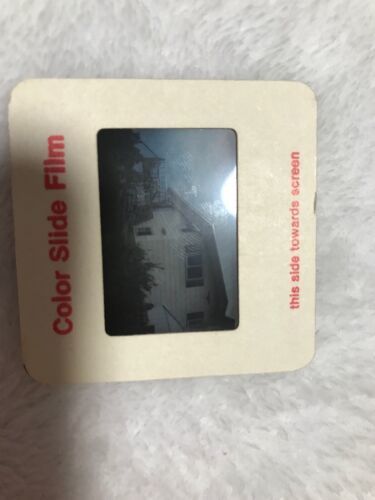 Color Slide Film
this side towards screen